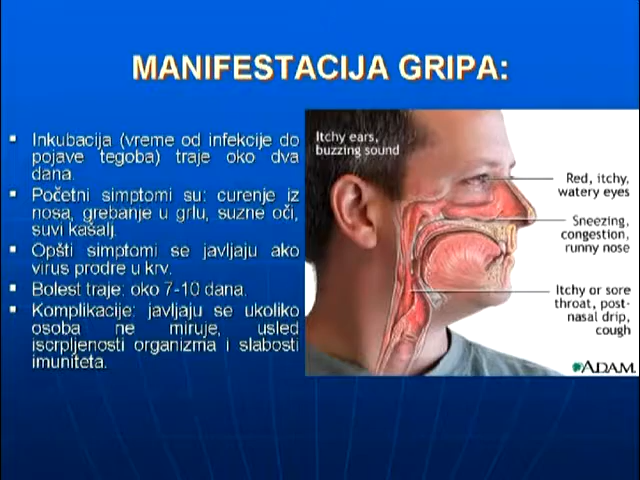 MANIFESTACIJA GRIPA:
Inkubacija (vreme od infekcije do
pojave tegoba) traje oko dva
dana.
Početni simptomi su: curenje iz
nosa, grebanje u grlu, suzne oči,
suvi kašalj.
Opšti simptomi se javljaju ako
virus prodre u krv.
Bolest traje: oko 7-10 dana.
Komplikacije: javljaju se ukoliko
osoba ne miruje, usled
iscrpljenosti organizma i slabosti
imuniteta.
Itchy ears,
buzzing sound
Red, itchy,
watery eyes
Sneezing,
congestion,
runny nose
Itchy or sore
throat, post-
nasal drip,
cough
ADAM.